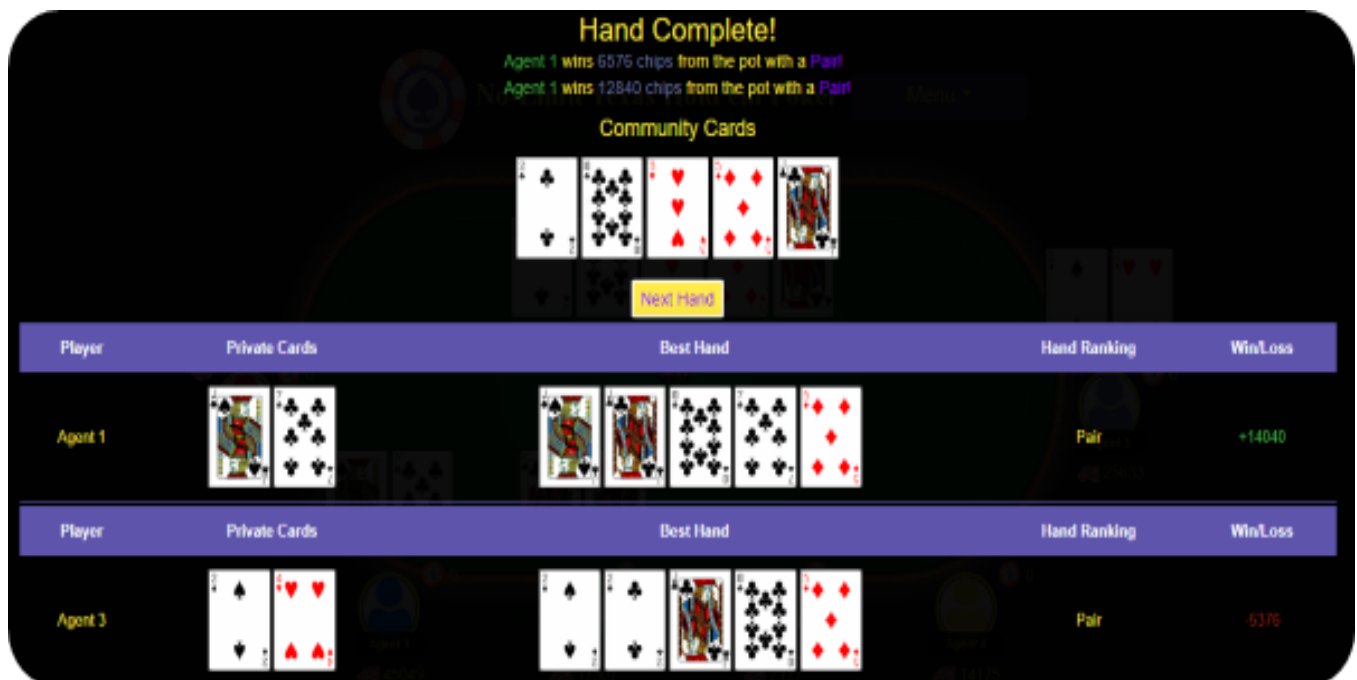 Hand Complete!
Agent 1 wins 6576 chips from the pot with a Pair!
Agent 1 wins 12840 chips from the pot with a Pair!
Menu
Community Cards
Next Hand
Player Private Cards Best Hand Hand Ranking Win/Loss
Agent 1 Pair +14040
Player Private Cards Best Hand Hand Ranking Win/Loss
Agent 3 Pair -5376